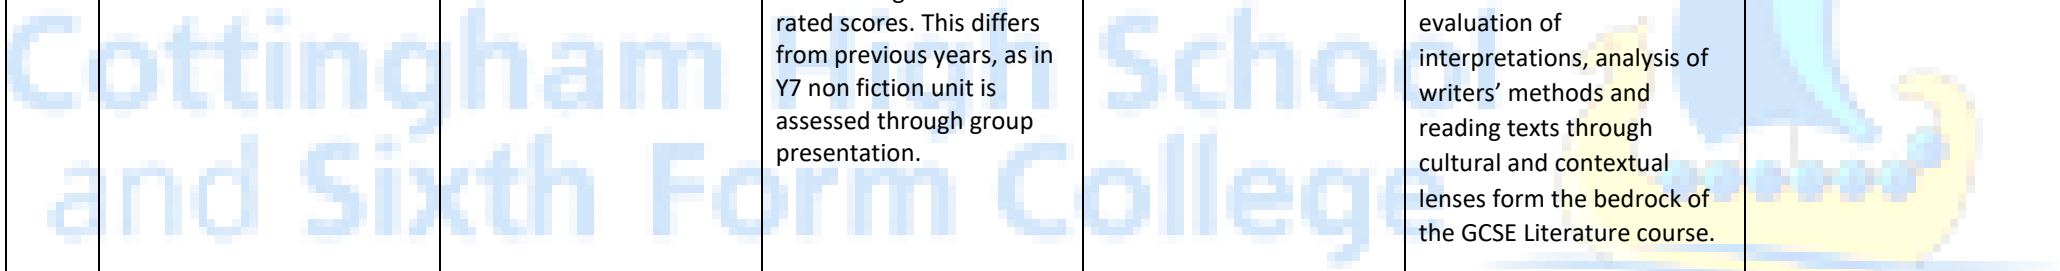 rated scores. This differs
from previous years, as in
Y7 non fiction unit is
assessed through group
presentation.
evaluation of
interpretations, analysis of
writers’ methods and
reading texts through
cultural and contextual
lenses form the bedrock of
the GCSE Literature course.
Cottingham High School
and Sixth Form College